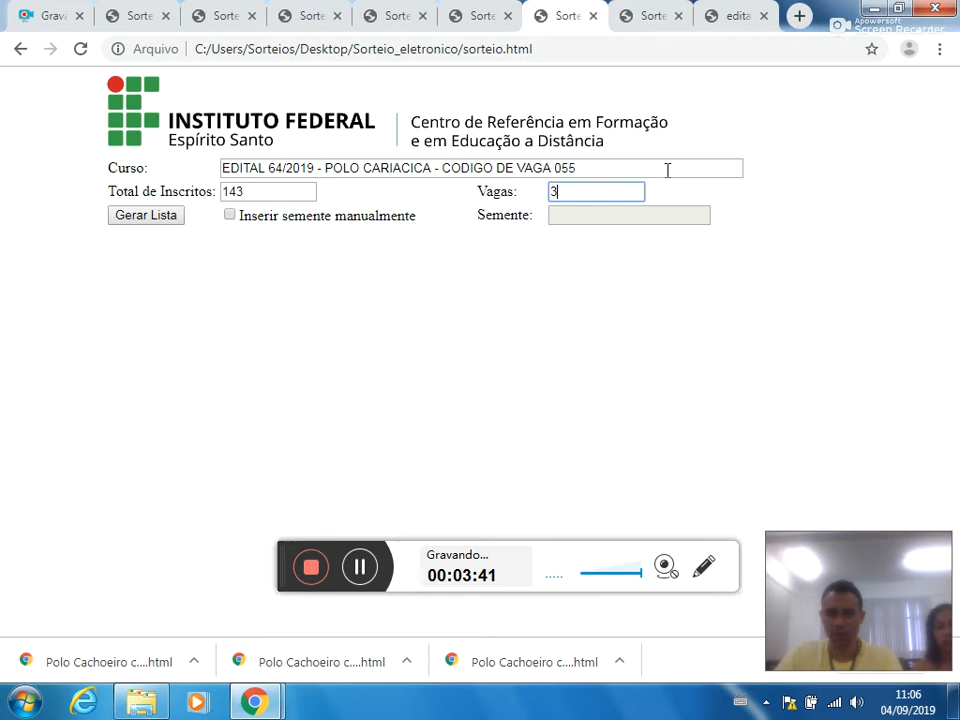 Grava
Sorte
Sorte
Sorte
Sorte
Sorte
Sorte
Sorte
edita
Apowersoft
Screen Recorder
Arquivo
C:/Users/Sorteios/Desktop/Sorteio_eletronico/sorteio.html
INSTITUTO FEDERAL
Espírito Santo
Centro de Referência em Formação
e em Educação a Distância
Curso: EDITAL 64/2019 - POLO CARIACICA - CODIGO DE VAGA 055
Total de Inscritos: 143 Vagas: 3
Gerar Lista Inserir semente manualmente Semente:
Gravando...
00:03:41
Polo Cachoeiro c....html
Polo Cachoeiro c....html
Polo Cachoeiro c....html
11:06
04/09/2019